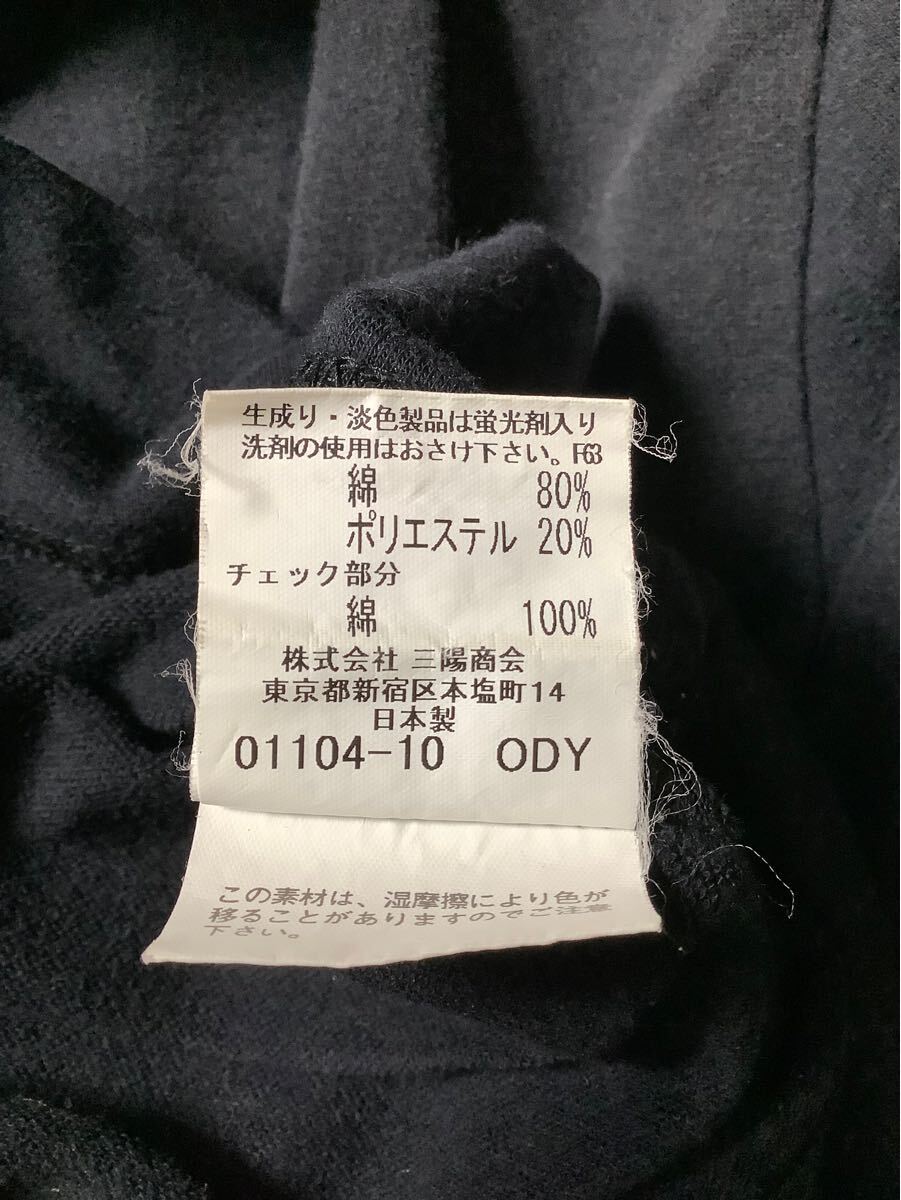 生成り・淡色製品は蛍光剤入り
洗剤の使用はおさけ下さい。F63
綿 80%
ポリエステル 20%
チェック部分
綿 100%
株式会社 三陽商会
東京都新宿区本塩町14
日本製
01104-10 ODY
この素材は、湿摩擦により色が
移ることがありますのでご注意
下さい。